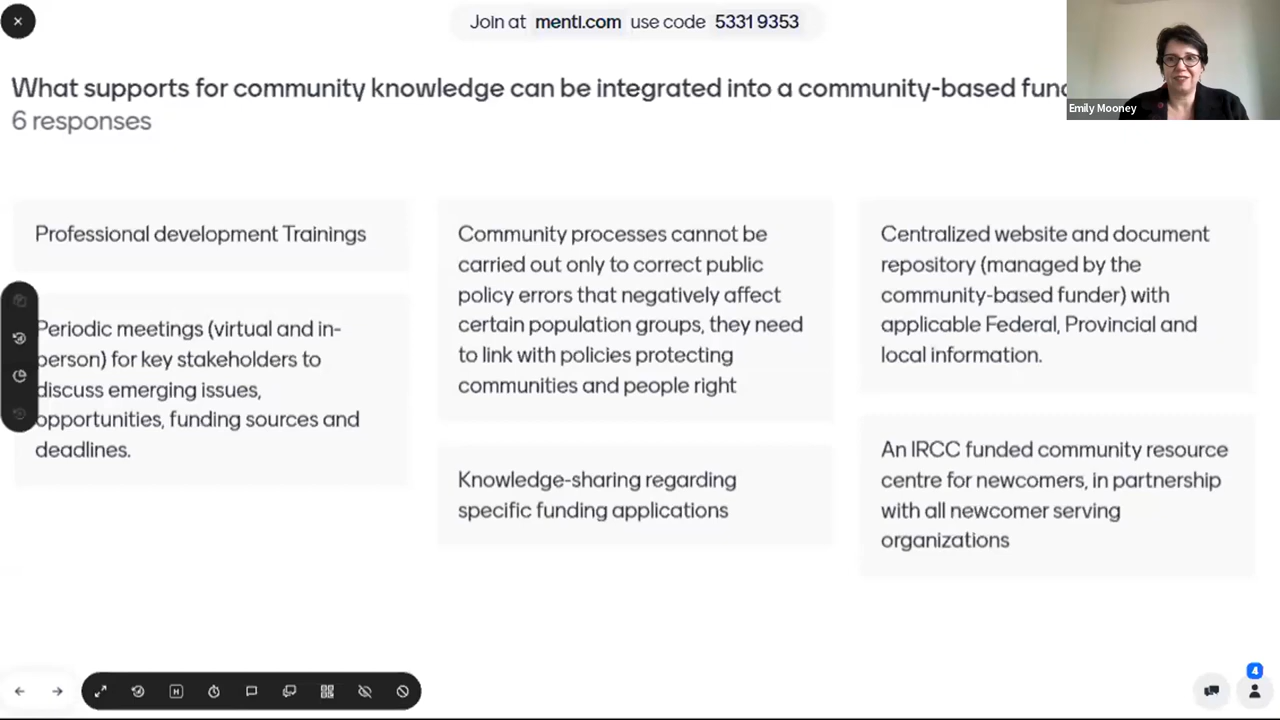 Join at menti.com use code 5331 9353
What supports for community knowledge can be integrated into a community-based
6 responses
Emily Mooney
Professional development Trainings
Periodic meetings (virtual and in-
person) for key stakeholders to
discuss emerging issues,
opportunities, funding sources and
deadlines.
Community processes cannot be
carried out only to correct public
policy errors that negatively affect
certain population groups, they need
to link with policies protecting
communities and people right
Knowledge-sharing regarding
specific funding applications
Centralized website and document
repository (managed by the
community-based funder) with
applicable Federal, Provincial and
local information.
An IRCC funded community resource
centre for newcomers, in partnership
with all newcomer serving
organizations
H
4